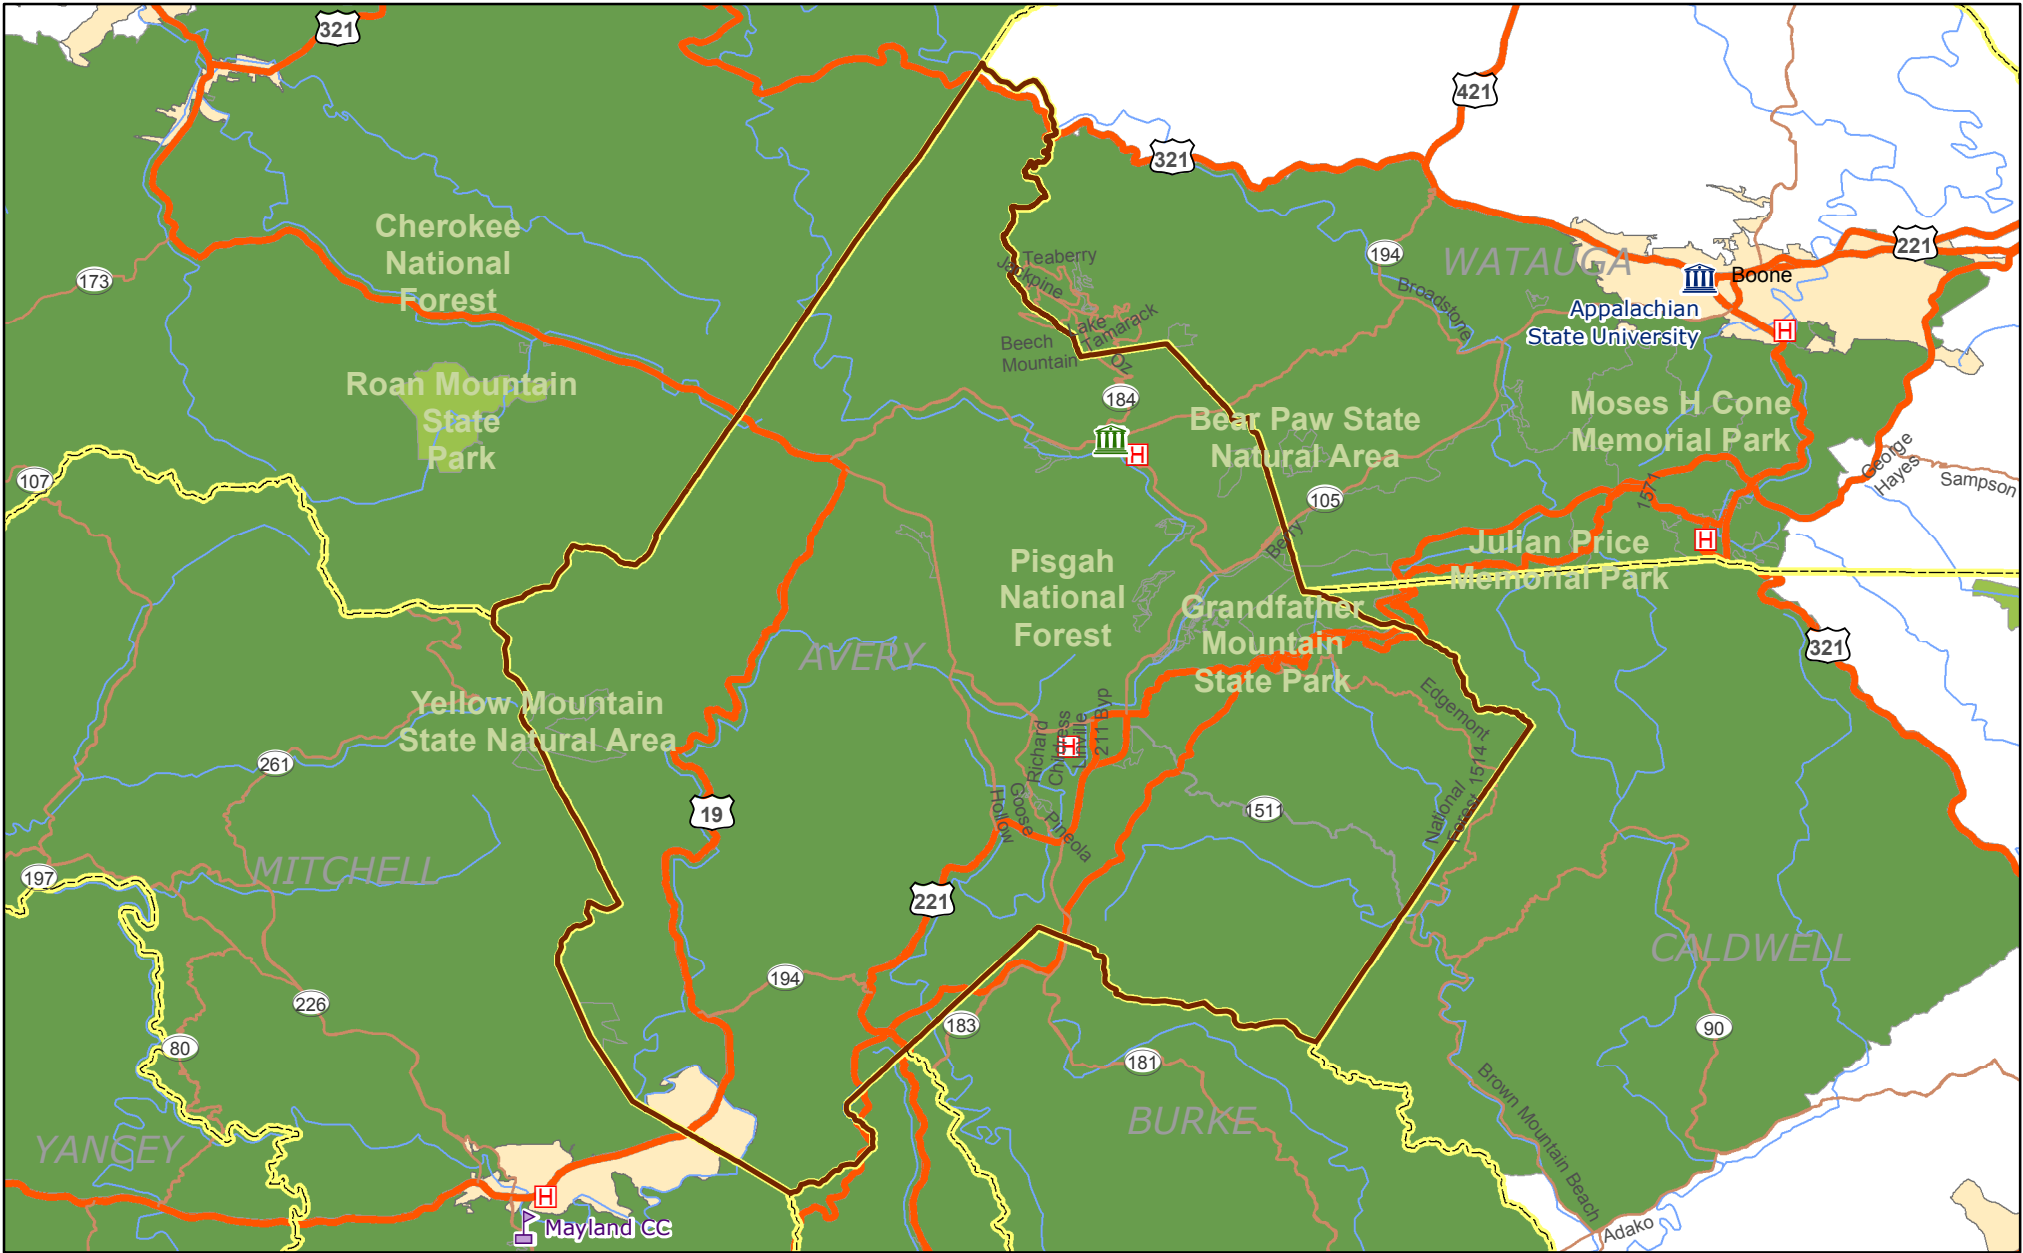 321
421
321
Cherokee
National
Forest
173
194
WATAUGA
221
Boone
Appalachian
State University
H
Teaberry
Jackpine
Lake
Tamarack
Beech
Mountain
Oz
Broadstone
184
H
Roan Mountain
State
Park
Bear Paw State
Natural Area
Moses H Cone
Memorial Park
107
105
Berry
1571
George
Hayes
Sampson
H
Julian Price
Memorial Park
Pisgah
National
Forest
Grandfather
Mountain
State Park
AVERY
321
Yellow Mountain
State Natural Area
261
19
Richard
Childress
Linville
211 Byp
H
Goose
Hollow
Pineola
Edgemont
1514
National
Forest
1511
MITCHELL
197
221
CALDWELL
194
226
183
90
80
181
BURKE
Brown Mountain Beach
YANCEY
H
Mayland CC
Adako